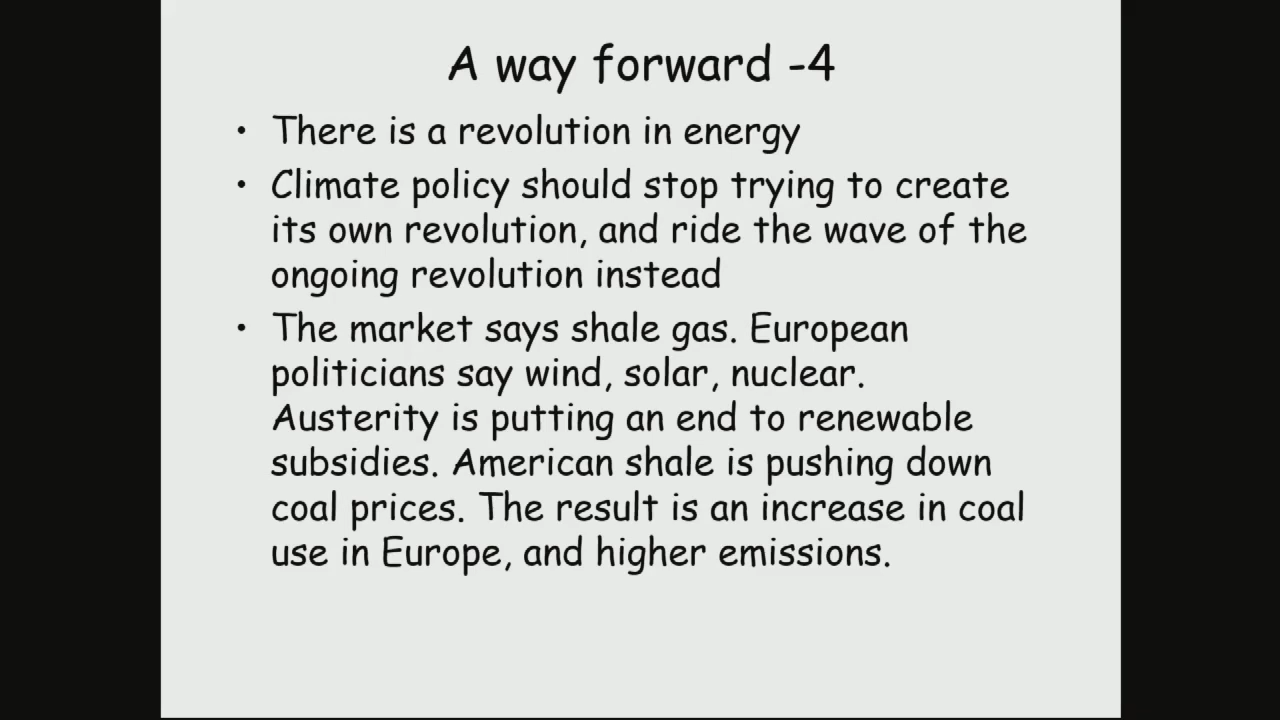 A way forward -4
• There is a revolution in energy
• Climate policy should stop trying to create
its own revolution, and ride the wave of the
ongoing revolution instead
• The market says shale gas. European
politicians say wind, solar, nuclear.
Austerity is putting an end to renewable
subsidies. American shale is pushing down
coal prices. The result is an increase in coal
use in Europe, and higher emissions.